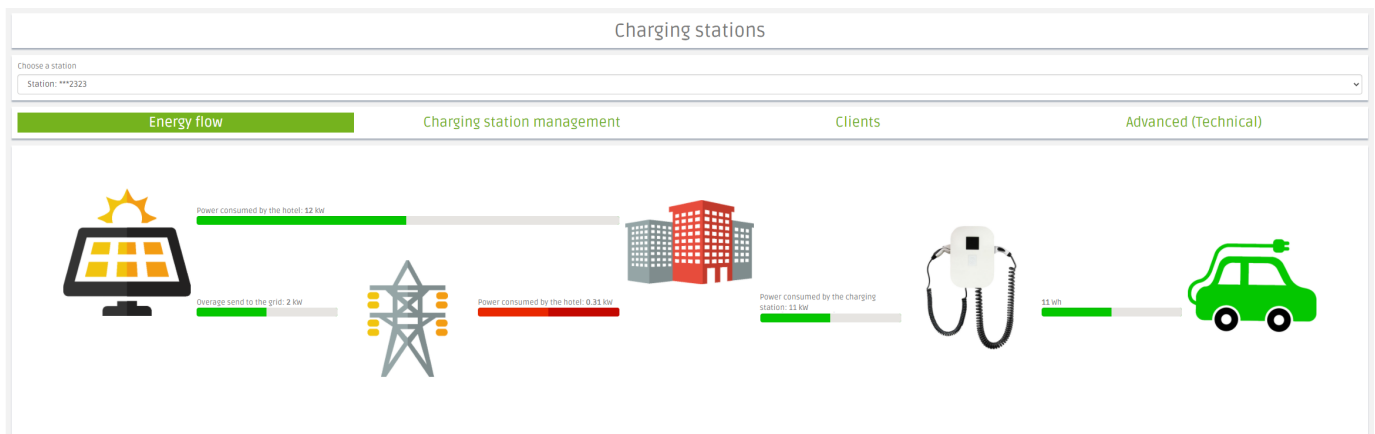 Charging stations
Choose a station
Station: ***2323
Energy flow
Charging station management
Clients
Advanced (Technical)
Power consumed by the hotel: 12 kW
Overage send to the grid: 2 kW
Power consumed by the hotel: 0.31 kW
Power consumed by the charging
station: 11 kW
11 Wh